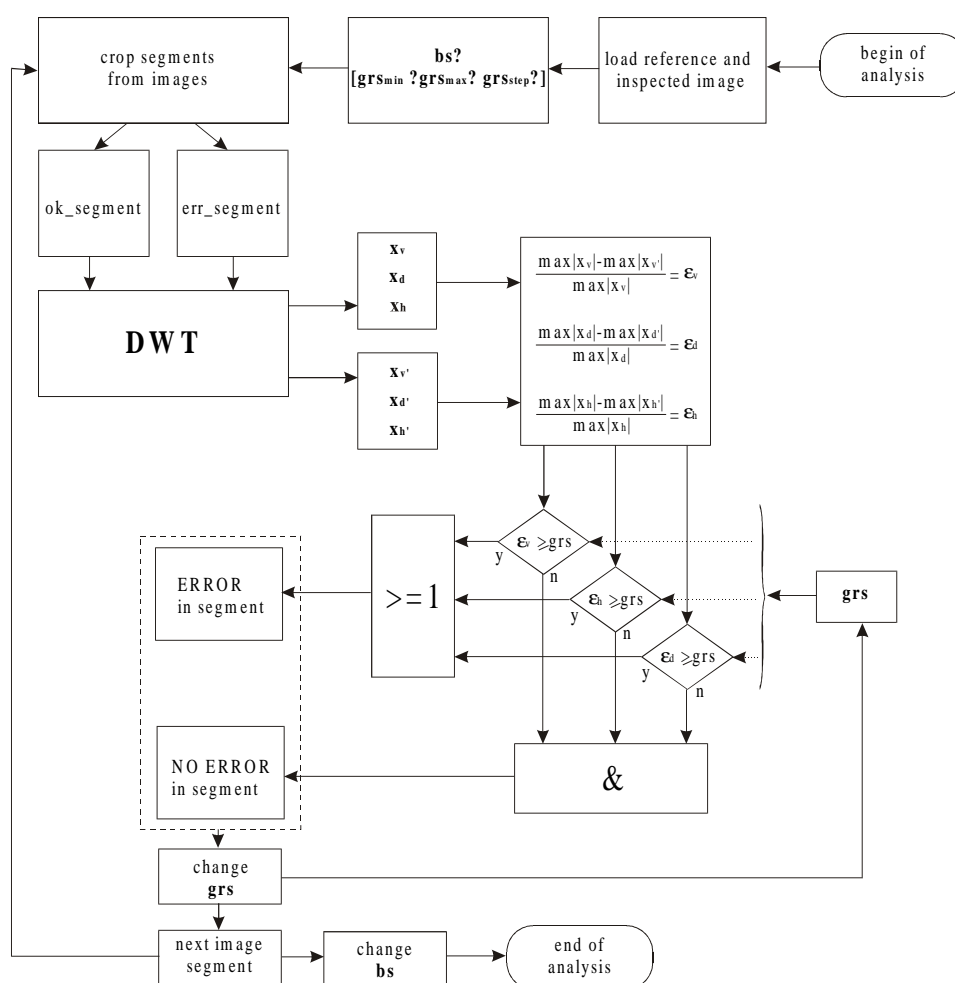 crop segments
from images
bs?
[grsmin ?grsmax? grsstep?]
load reference and
inspected image
begin of
analysis
ok_segment
err_segment
DWT
xv
xd
xh
xv'
xd'
xh'
max|xv|-max|xv'|
max|xv|
= εv
max|xd|-max|xd'|
max|xd|
= εd
max|xh|-max|xh'|
max|xh|
= εh
εv ≥grs
y
n
εh ≥grs
y
n
εd ≥grs
y
n
grs
>=1
ERROR
in segment
NO ERROR
in segment
&
change
grs
next image
segment
change
bs
end of
analysis